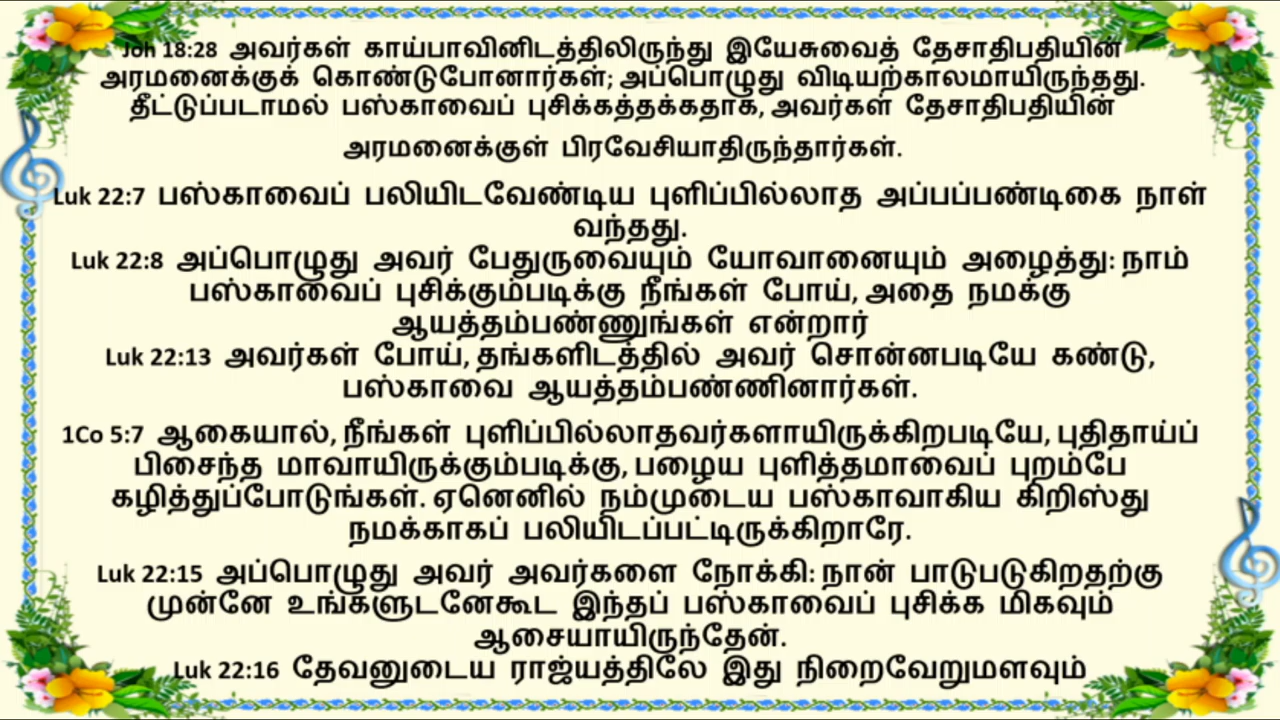 Joh 18:28 அவர்கள் காய்பாவினிடத்திலிருந்து இயேசுவைத் தேசாதிபதியின்
அரமனைக்குக் கொண்டுபோனார்கள்; அப்பொழுது விடியற்காலமாயிருந்தது.
தீட்டுப்படாமல் பஸ்காவைப் புசிக்கத்தக்கதாக, அவர்கள் தேசாதிபதியின்
அரமனைக்குள் பிரவேசியாதிருந்தார்கள்.
Luk 22:7 பஸ்காவைப் பலியிடவேண்டிய புளிப்பில்லாத அப்பப்பண்டிகை நாள்
வந்தது.
Luk 22:8 அப்பொழுது அவர் பேதுருவையும் யோவானையும் அழைத்து: நாம்
பஸ்காவைப் புசிக்கும்படிக்கு நீங்கள் போய், அதை நமக்கு
ஆயத்தம்பண்ணுங்கள் என்றார்
Luk 22:13 அவர்கள் போய், தங்களிடத்தில் அவர் சொன்னபடியே கண்டு,
பஸ்காவை ஆயத்தம்பண்ணினார்கள்.
1Co 5:7 ஆகையால், நீங்கள் புளிப்பில்லாதவர்களாயிருக்கிறபடியே, புதிதாய்ப்
பிசைந்த மாவாயிருக்கும்படிக்கு, பழைய புளித்தமாவைப் புறம்பே
கழித்துப்போடுங்கள். ஏனெனில் நம்முடைய பஸ்காவாகிய கிறிஸ்து
நமக்காகப் பலியிடப்பட்டிருக்கிறாரே.
Luk 22:15 அப்பொழுது அவர் அவர்களை நோக்கி: நான் பாடுபடுகிறதற்கு
முன்னே உங்களுடனேகூட இந்தப் பஸ்காவைப் புசிக்க மிகவும்
ஆசையாயிருந்தேன்.
Luk 22:16 தேவனுடைய ராஜ்யத்திலே இது நிறைவேறுமளவும்